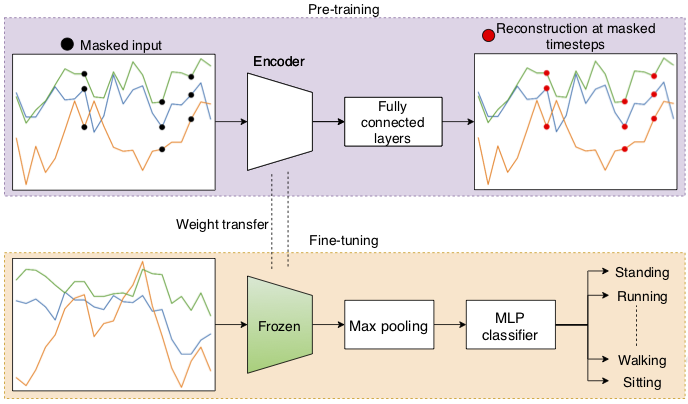 Pre-training
Masked input
Encoder
Reconstruction at masked
timesteps
Fully
connected
layers
Weight transfer
Fine-tuning
Frozen
Max pooling
MLP
classifier
Standing
Running
Walking
Sitting